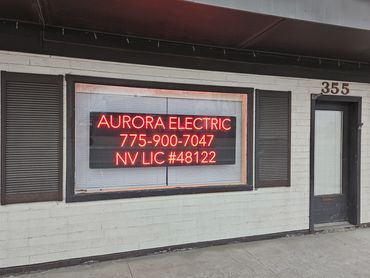 AURORA ELECTRIC
775-900-7047
NV LIC #48122
355